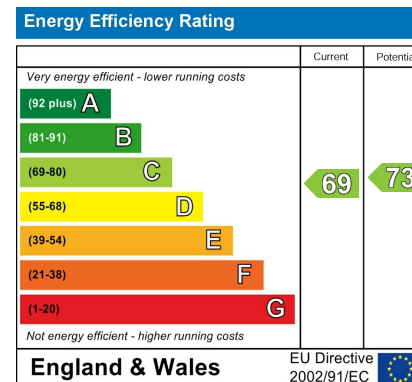 Energy Efficiency Rating
Current Potentia
Very energy efficient - lower running costs
(92 plus) A
(81-91) B
(69-80) C
69 73
(55-68) D
(39-54) E
(21-38) F
(1-20) G
Not energy efficient - higher running costs
England & Wales
EU Directive
2002/91/EC